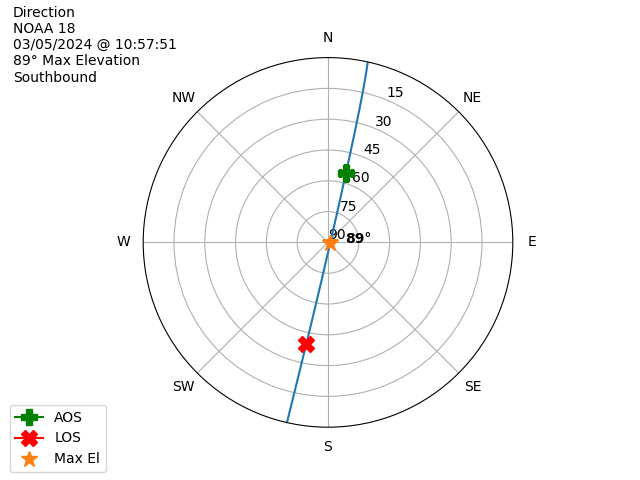 Direction
NOAA 18
03/05/2024 @ 10:57:51
89° Max Elevation
Southbound
N
NW
NE
15
30
45
60
75
90
89°
W
E
SW
SE
S
AOS
LOS
Max El